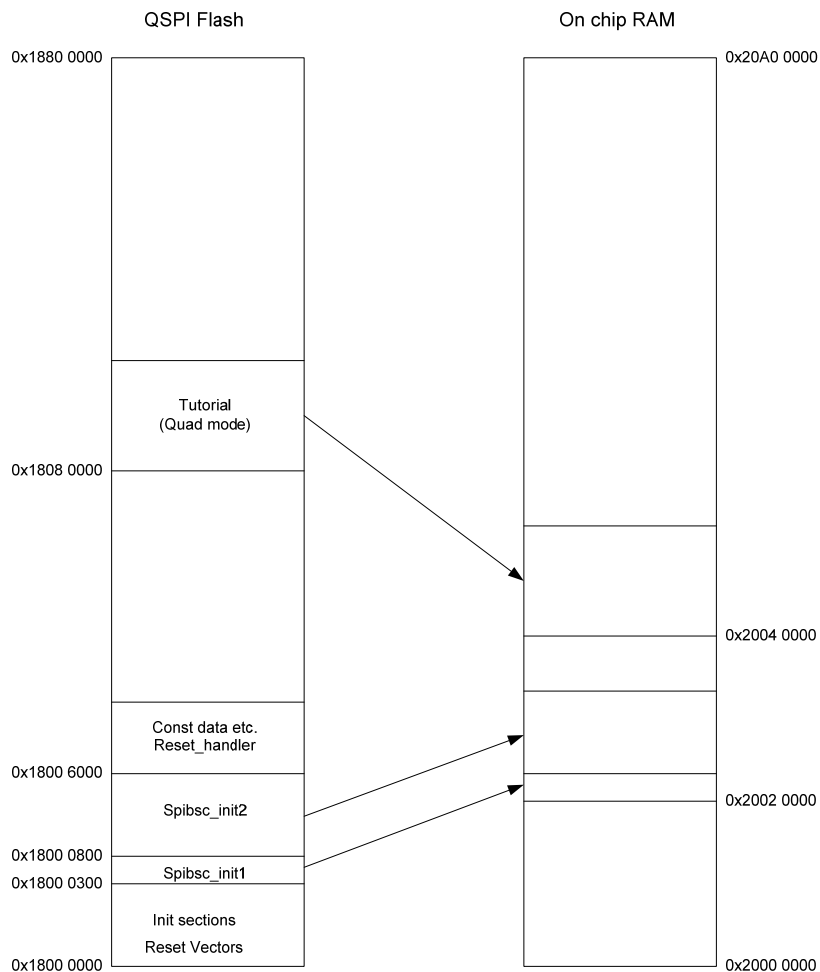 QSPI Flash
On chip RAM
0x1880 0000
0x20A0 0000
Tutorial
(Quad mode)
0x1808 0000
0x2004 0000
Const data etc.
Reset_handler
0x1800 6000
Spibsc_init2
0x2002 0000
0x1800 0800
Spibsc_init1
0x1800 0300
Init sections
Reset Vectors
0x1800 0000
0x2000 0000